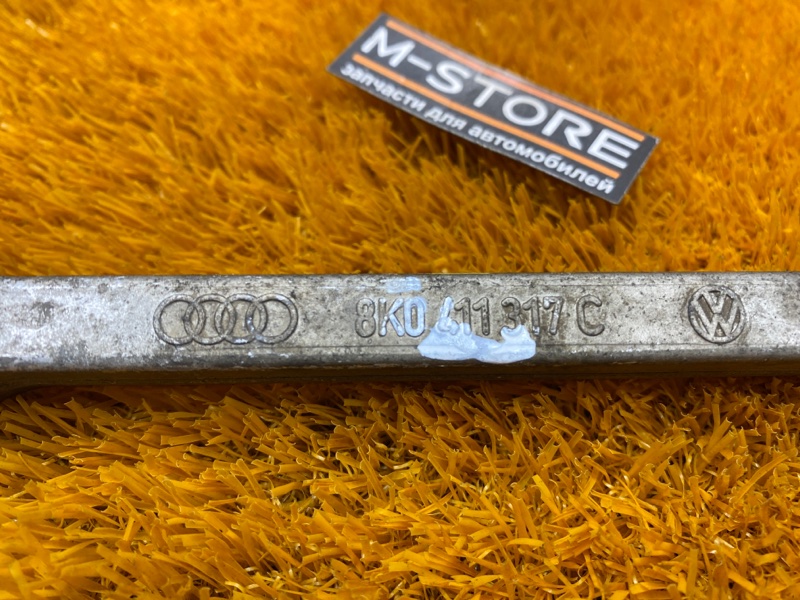 M-STORE
запчасти для автомобилей
8K0 411 317 C